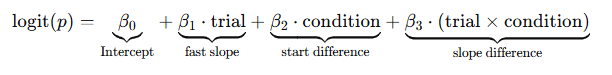 logit(p) = β₀ + β₁ · trial + β₂ · condition + β₃ · (trial × condition)
Intercept fast slope start difference slope difference